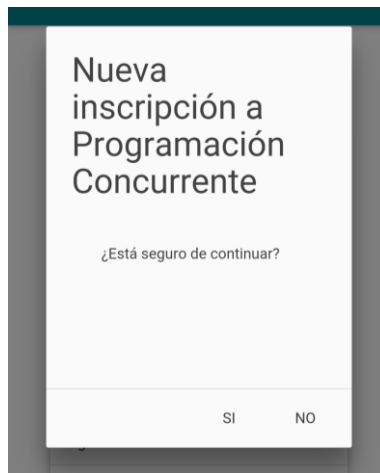 Nueva
inscripción a
Programación
Concurrente
¿Está seguro de continuar?
SI NO